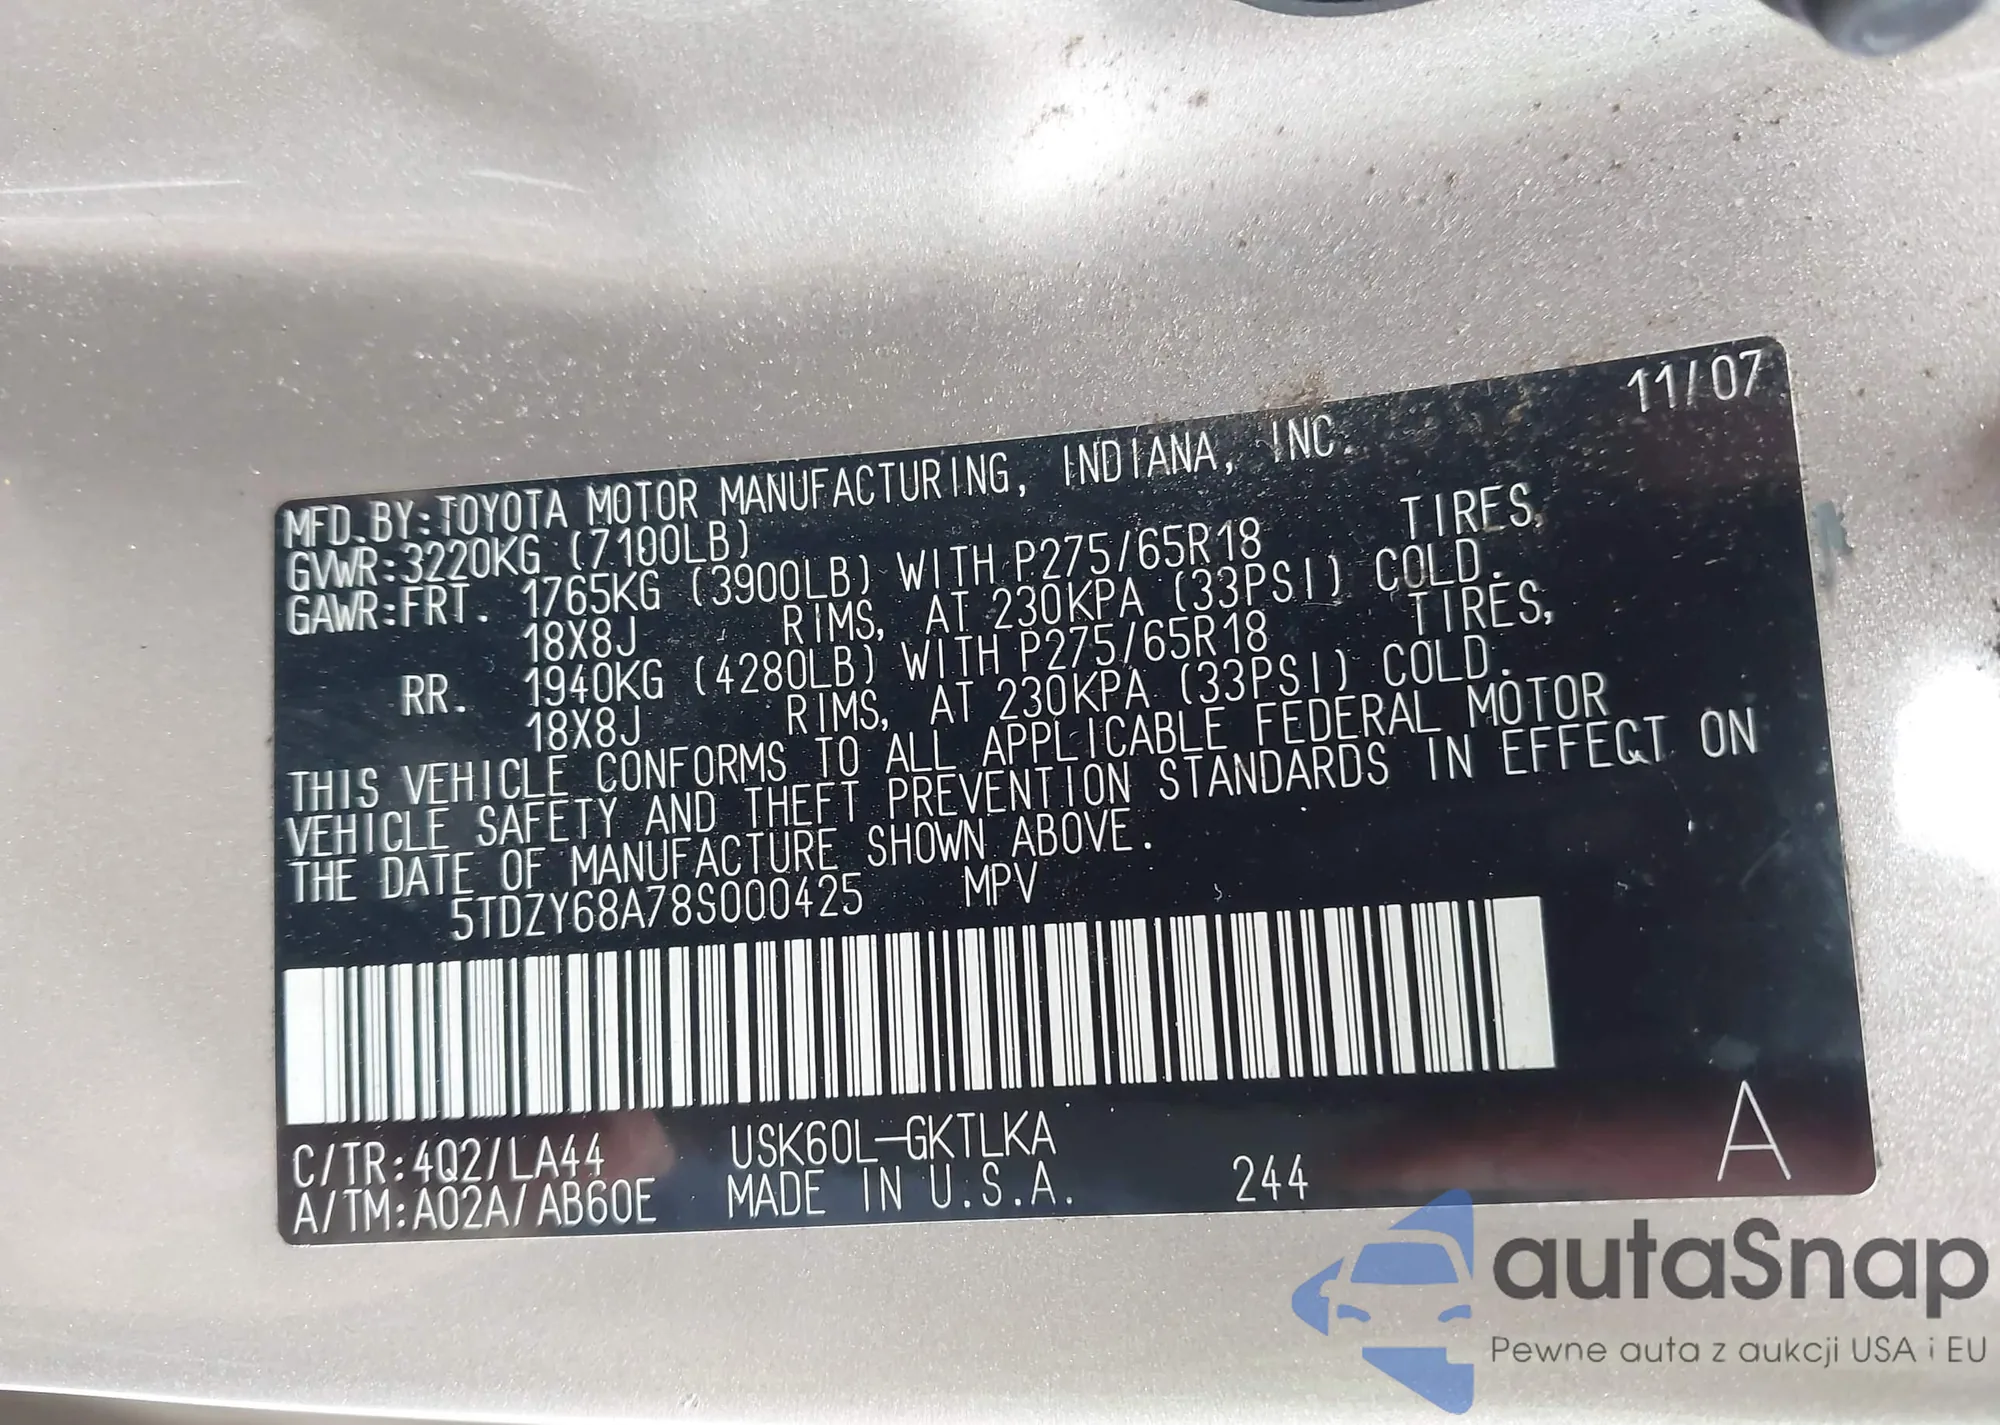 11/07
MFD.BY:TOYOTA MOTOR MANUFACTURING, INDIANA, INC.
GVWR:3220KG (7100LB)
GAWR:FRT. 1765KG (3900LB) WITH P275/65R18 TIRES,
18X8J RIMS, AT 230KPA (33PSI) COLD.
RR. 1940KG (4280LB) WITH P275/65R18 TIRES,
18X8J RIMS, AT 230KPA (33PSI) COLD.
THIS VEHICLE CONFORMS TO ALL APPLICABLE FEDERAL MOTOR
VEHICLE SAFETY AND THEFT PREVENTION STANDARDS IN EFFECT ON
THE DATE OF MANUFACTURE SHOWN ABOVE.
5TDZY68A78S000425 MPV
C/TR:4Q2/LA44 USK60L-GKTLKA
A/TM:A02A/AB60E MADE IN U.S.A. 244 A
autaSnap
Pewne auta z aukcji USA i EU